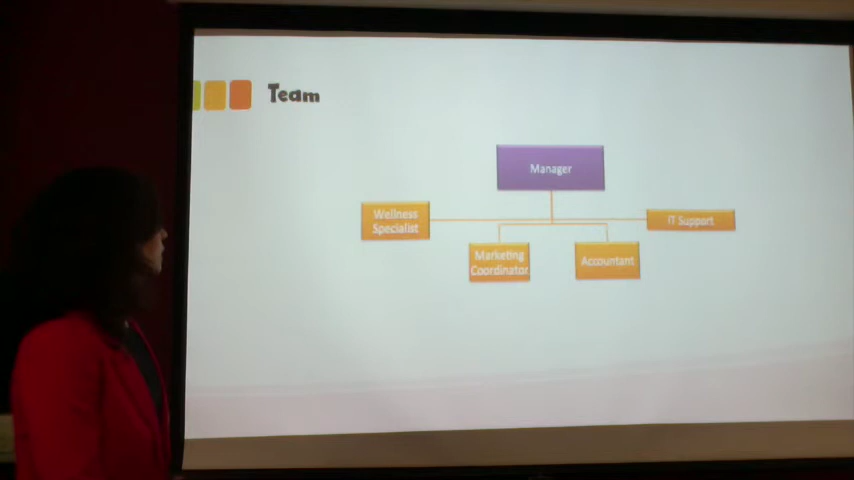 Team
Manager
Wellness
Specialist
IT Support
Marketing
Coordinator
Accountant